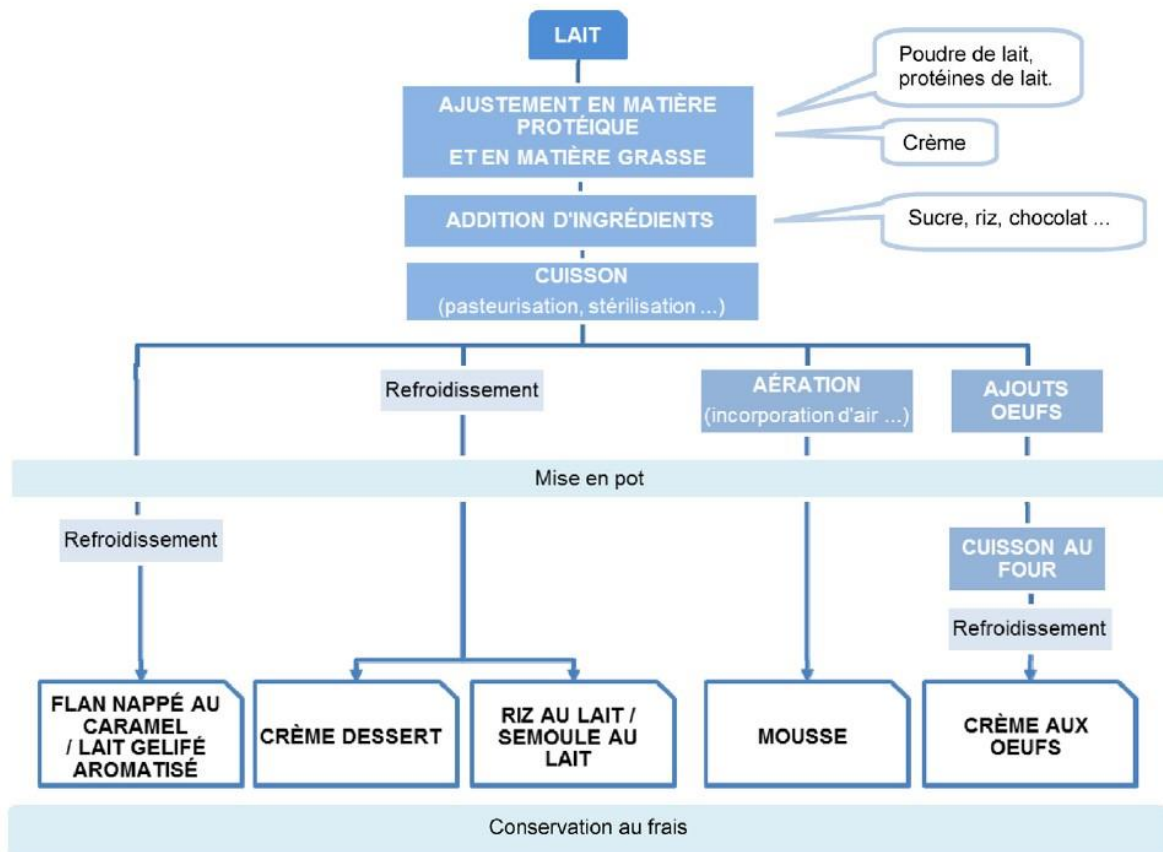 LAIT
Poudre de lait,
protéines de lait.
AJUSTEMENT EN MATIÈRE
PROTÉIQUE
ET EN MATIÈRE GRASSE
Crème
ADDITION D'INGRÉDIENTS
Sucre, riz, chocolat ...
CUISSON
(pasteurisation, stérilisation ...)
Refroidissement
AÉRATION
(incorporation d'air ...)
AJOUTS
OEUFS
Mise en pot
Refroidissement
CUISSON AU
FOUR
Refroidissement
FLAN NAPPÉ AU
CARAMEL
/ LAIT GELIFÉ
AROMATISÉ
CRÈME DESSERT
RIZ AU LAIT /
SEMOULE AU
LAIT
MOUSSE
CRÈME AUX
OEUFS
Conservation au frais